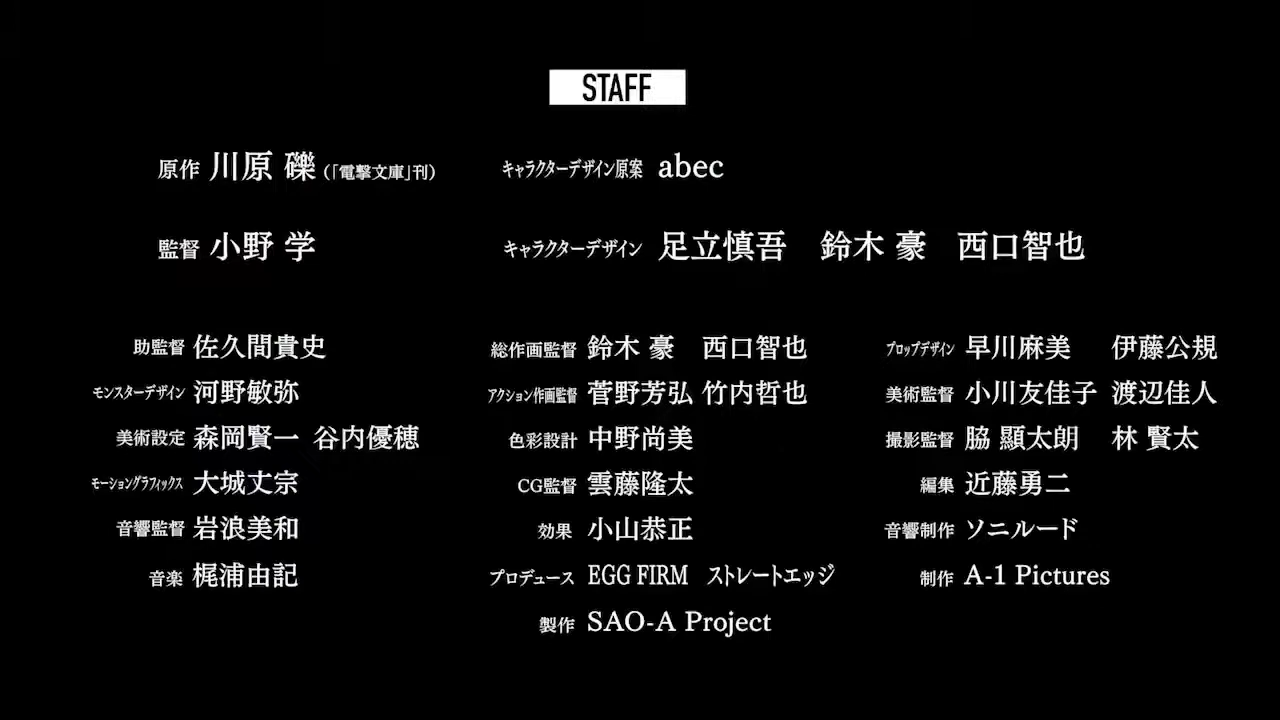 STAFF
原作 川原 礫(「電撃文庫」刊) キャラクターデザイン原案 abec
監督 小野 学 キャラクターデザイン 足立慎吾 鈴木 豪 西口智也
助監督 佐久間貴史 総作画監督 鈴木 豪 西口智也 プロップデザイン 早川麻美 伊藤公規
モンスターデザイン 河野敏弥 アクション作画監督 菅野芳弘 竹内哲也 美術監督 小川友佳子 渡辺佳人
美術設定 森岡賢一 谷内優穂 色彩設計 中野尚美 撮影監督 脇 顯太朗 林 賢太
モーショングラフィックス 大城丈宗 CG監督 雲藤隆太 編集 近藤勇二
音響監督 岩浪美和 効果 小山恭正 音響制作 ソニルード
音楽 梶浦由記 プロデュース EGG FIRM ストレートエッジ 制作 A-1 Pictures
製作 SAO-A Project